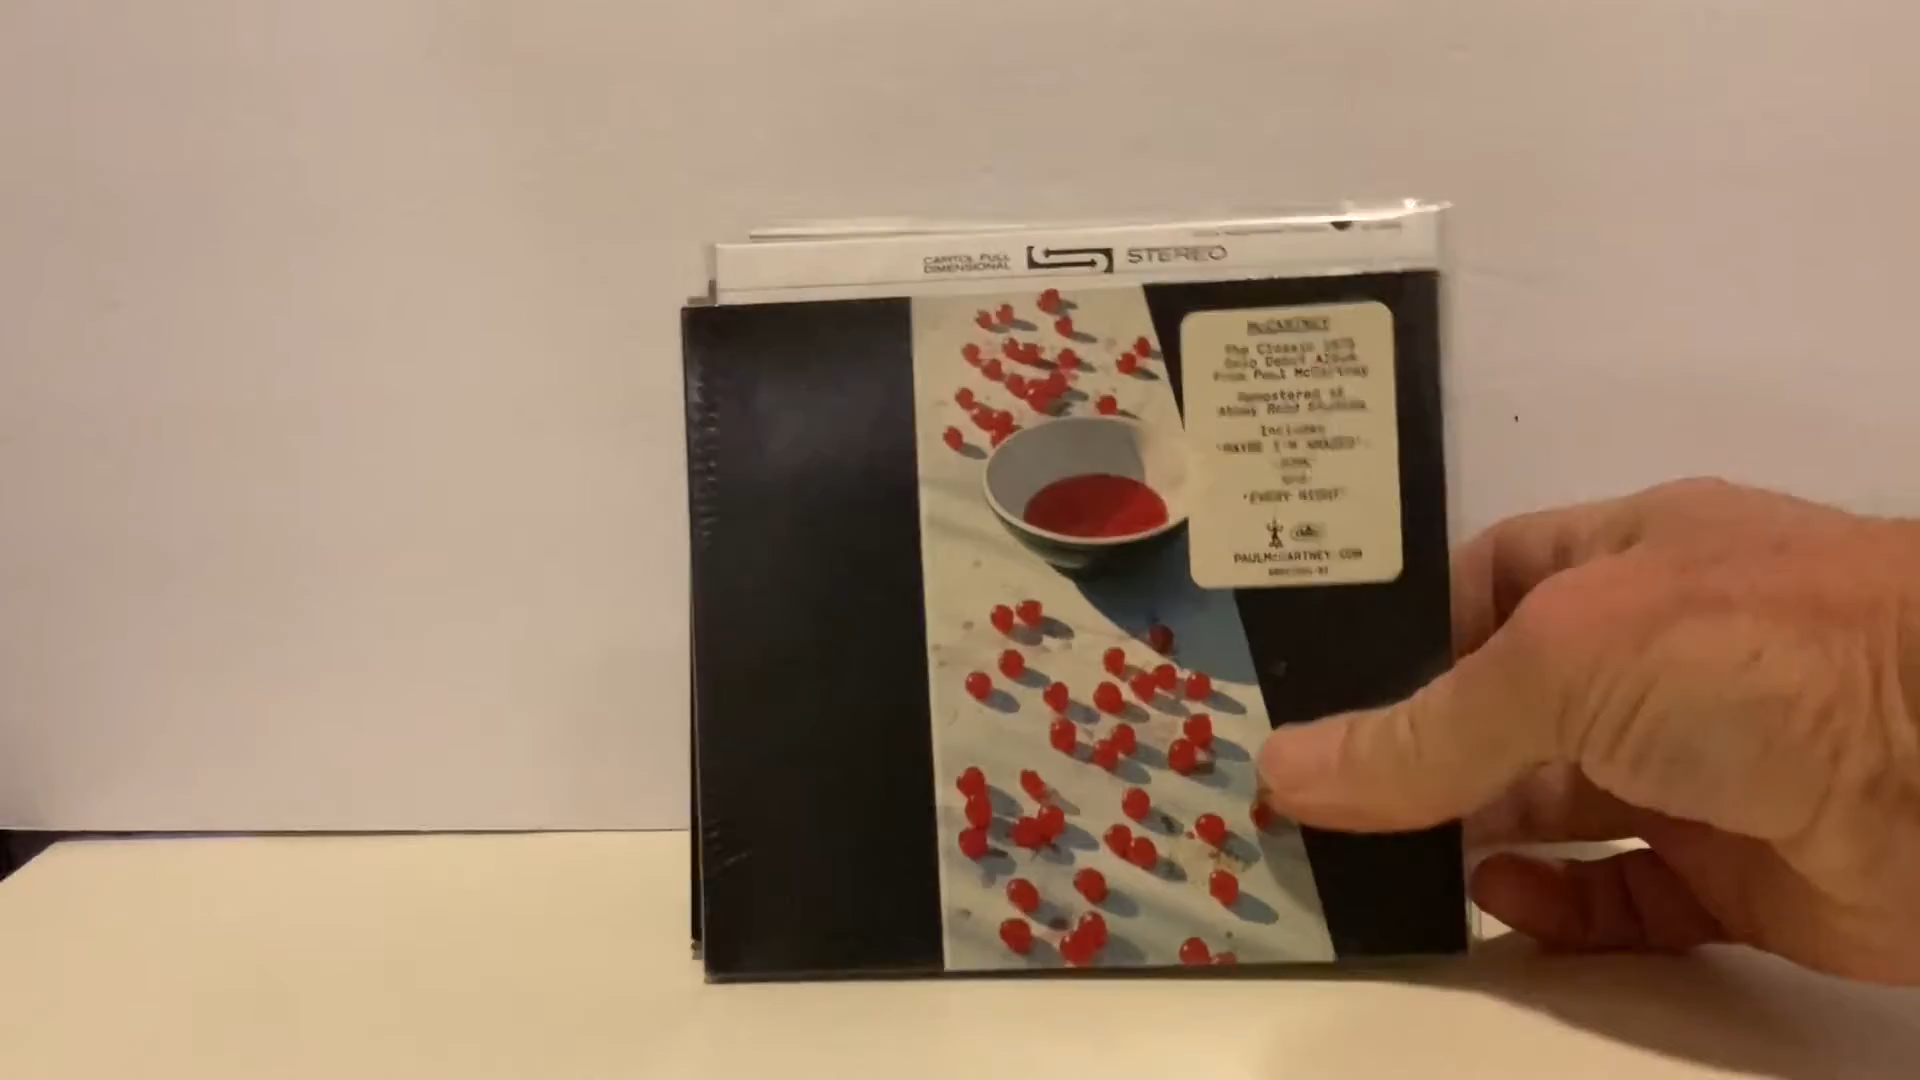 CAPITOL FULL
DIMENSIONAL
STEREO
McCARTNEY
The Classic 1970
Solo Debut Album
From Paul McCartney
Remastered at
Abbey Road Studios
Includes
'MAYBE I'M AMAZED'
and
'EVERY NIGHT'
PAULMcCARTNEY.COM